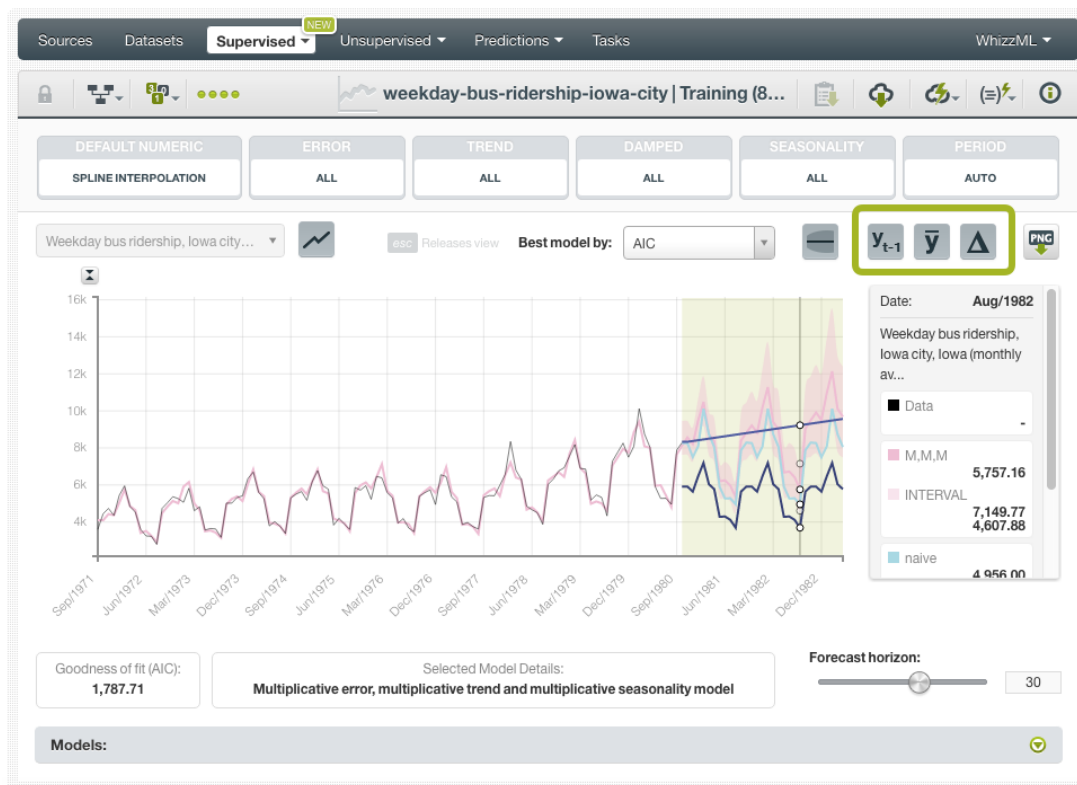 NEW
Sources Datasets Supervised Unsupervised Predictions Tasks WhizzML
weekday-bus-ridership-iowa-city | Training (8...
DEFAULT NUMERIC ERROR TREND DAMPED SEASONALITY PERIOD
SPLINE INTERPOLATION ALL ALL ALL ALL AUTO
Weekday bus ridership, Iowa city... esc Releases view Best model by: AIC yt-1 ȳ Δ PNG
16k
14k
12k
10k
8k
6k
4k
Sep/1971 Jun/1972 Mar/1973 Dec/1973 Sep/1974 Jun/1975 Mar/1976 Dec/1976 Sep/1977 Jun/1978 Mar/1979 Dec/1979 Sep/1980 Jun/1981 Mar/1982 Dec/1982
Date: Aug/1982
Weekday bus ridership,
Iowa city, Iowa (monthly
av...
Data
-
M,M,M
5,757.16
INTERVAL
7,149.77
4,607.88
naive
4,956.00
Goodness of fit (AIC):
1,787.71
Selected Model Details:
Multiplicative error, multiplicative trend and multiplicative seasonality model
Forecast horizon:
30
Models: